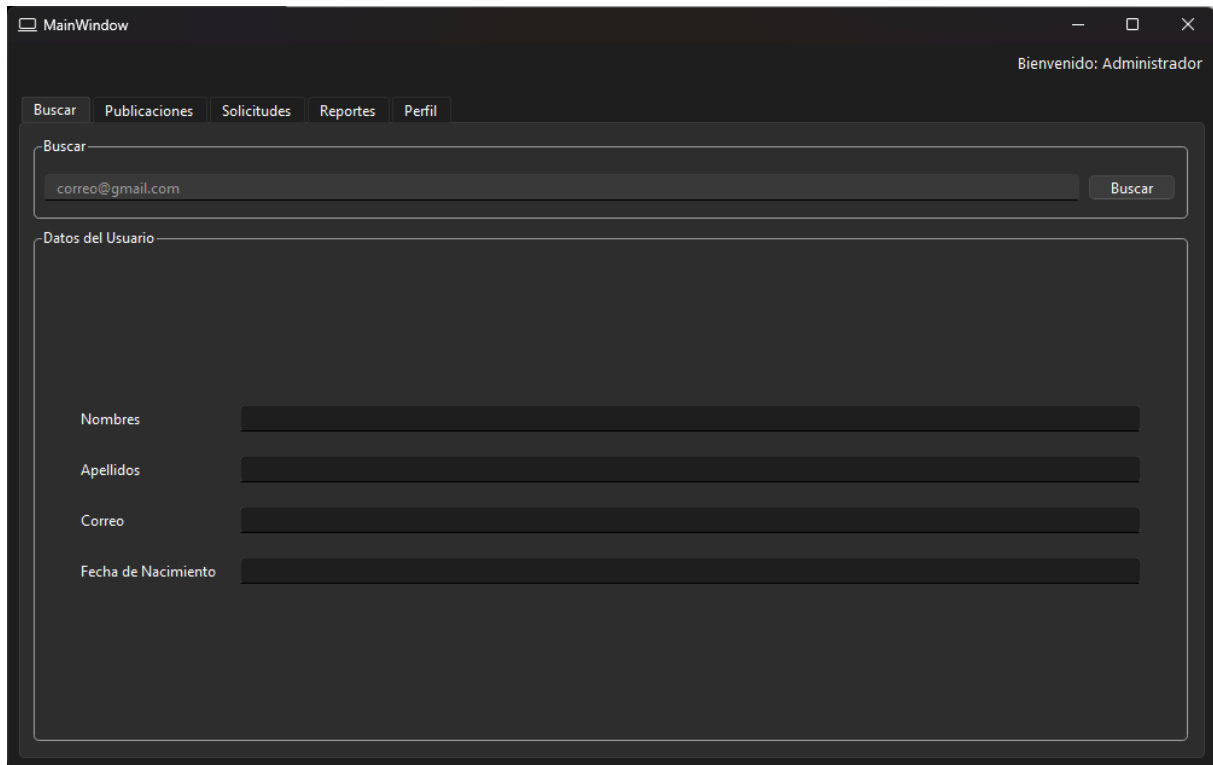 MainWindow
Bienvenido: Administrador
Buscar Publicaciones Solicitudes Reportes Perfil
Buscar
correo@gmail.com Buscar
Datos del Usuario
Nombres
Apellidos
Correo
Fecha de Nacimiento